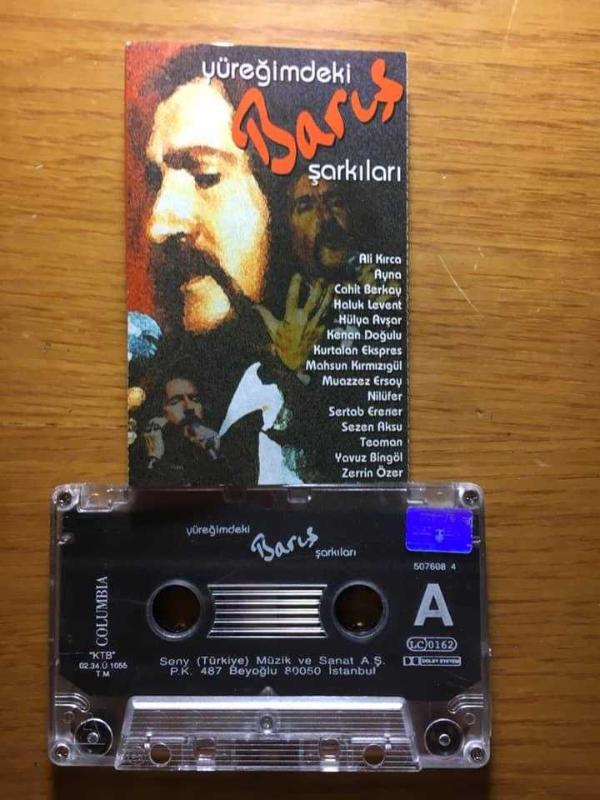 yüreğimdeki
Barış
şarkıları
Ali Kırca
Ayna
Cahit Berkay
Haluk Levent
Hülya Avşar
Kenan Doğulu
Kurtalan Ekspres
Mahsun Kırmızıgül
Muazzez Ersoy
Nilüfer
Sertab Erener
Sezen Aksu
Teoman
Yavuz Bingöl
Zerrin Özer
yüreğimdeki
Barış
şarkıları
507608 4
A
LC 0162
DOLBY SYSTEM
COLUMBIA
"KTB"
02.34.Ü 1055
T.M
Sony (Türkiye) Müzik ve Sanat A.Ş.
P.K. 487 Beyoğlu 80050 İstanbul